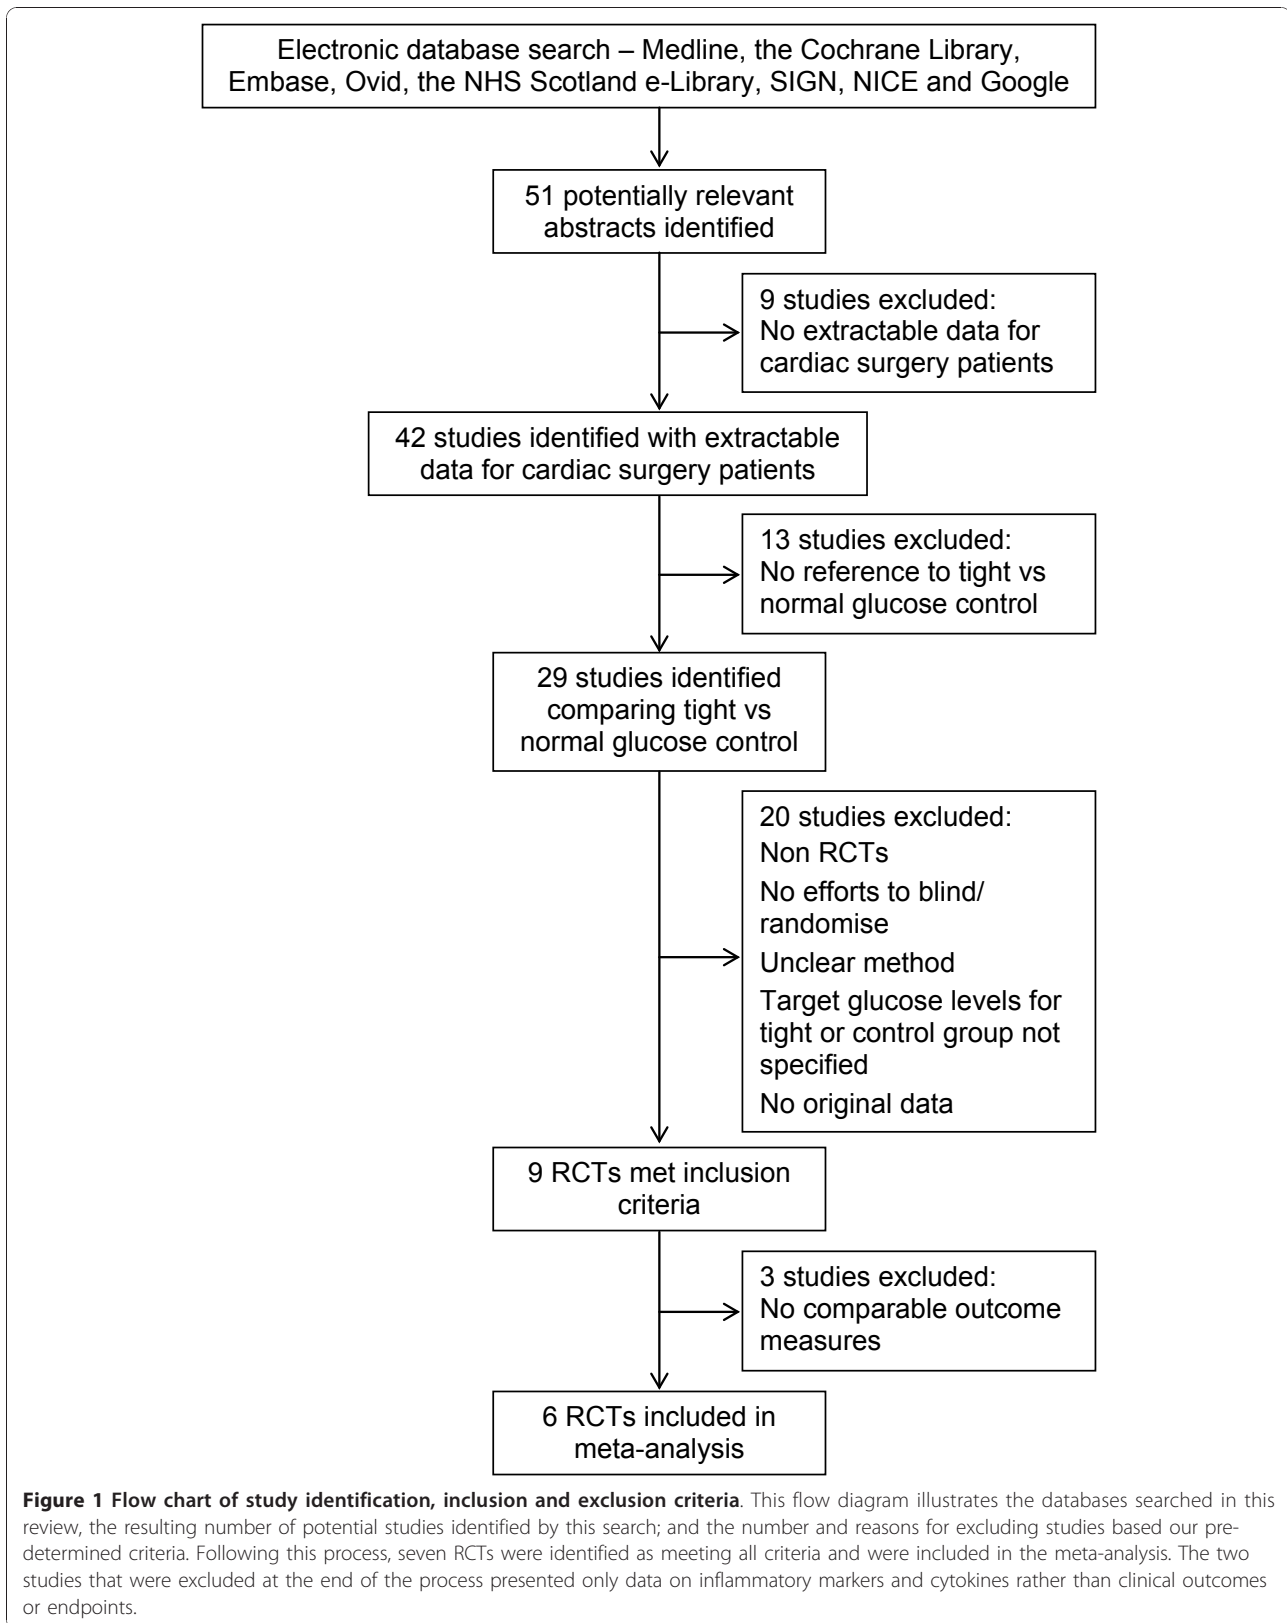 Electronic database search – Medline, the Cochrane Library,
Embase, Ovid, the NHS Scotland e-Library, SIGN, NICE and Google
51 potentially relevant
abstracts identified
9 studies excluded:
No extractable data for
cardiac surgery patients
42 studies identified with extractable
data for cardiac surgery patients
13 studies excluded:
No reference to tight vs
normal glucose control
29 studies identified
comparing tight vs
normal glucose control
20 studies excluded:
Non RCTs
No efforts to blind/
randomise
Unclear method
Target glucose levels for
tight or control group not
specified
No original data
9 RCTs met inclusion
criteria
3 studies excluded:
No comparable outcome
measures
6 RCTs included in
meta-analysis
Figure 1 Flow chart of study identification, inclusion and exclusion criteria. This flow diagram illustrates the databases searched in this
review, the resulting number of potential studies identified by this search; and the number and reasons for excluding studies based our pre-
determined criteria. Following this process, seven RCTs were identified as meeting all criteria and were included in the meta-analysis. The two
studies that were excluded at the end of the process presented only data on inflammatory markers and cytokines rather than clinical outcomes
or endpoints.